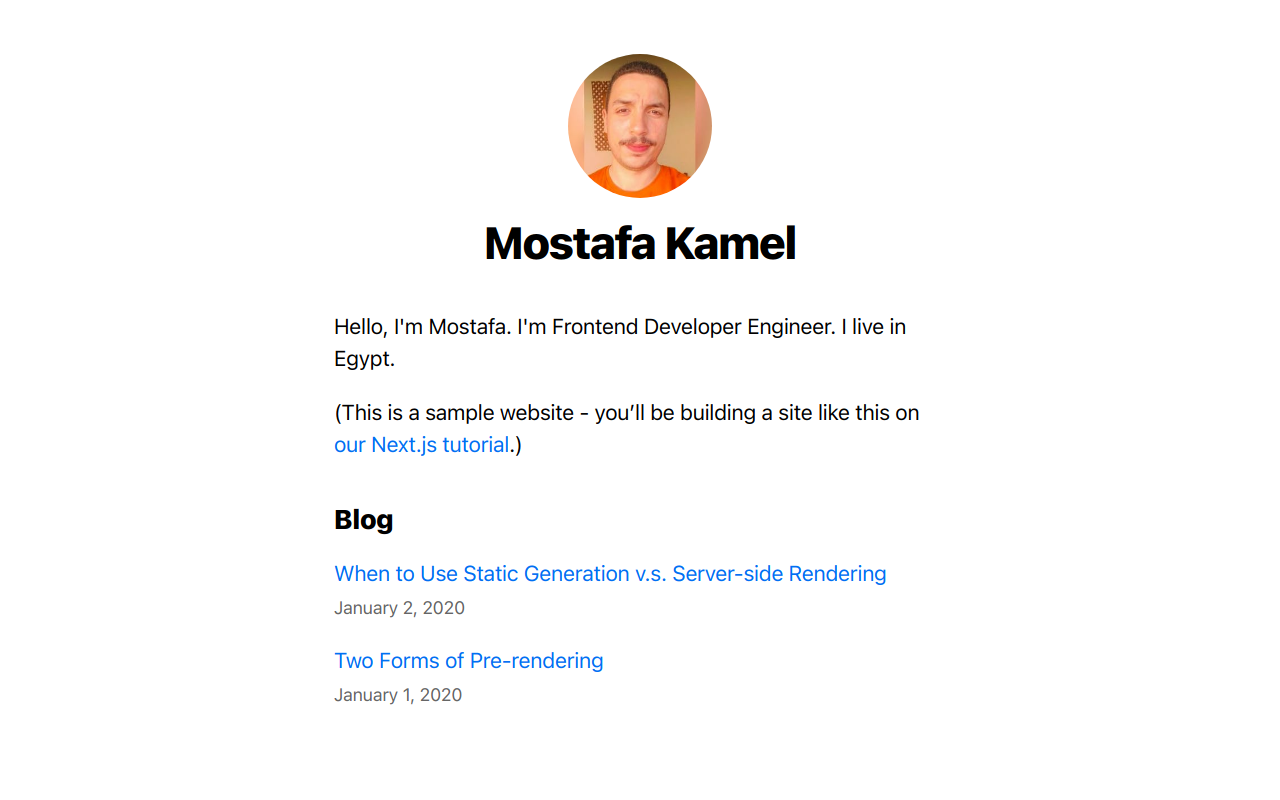 Mostafa Kamel
Hello, I'm Mostafa. I'm Frontend Developer Engineer. I live in
Egypt.
(This is a sample website - you’ll be building a site like this on
our Next.js tutorial.)
Blog
When to Use Static Generation v.s. Server-side Rendering
January 2, 2020
Two Forms of Pre-rendering
January 1, 2020